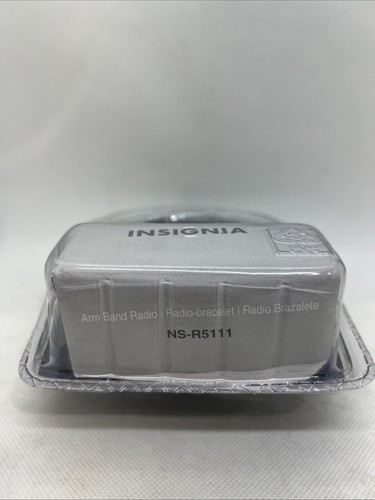 INSIGNIA
Arm Band Radio | Radio-bracelet | Radio Brazalete
NS-R5111